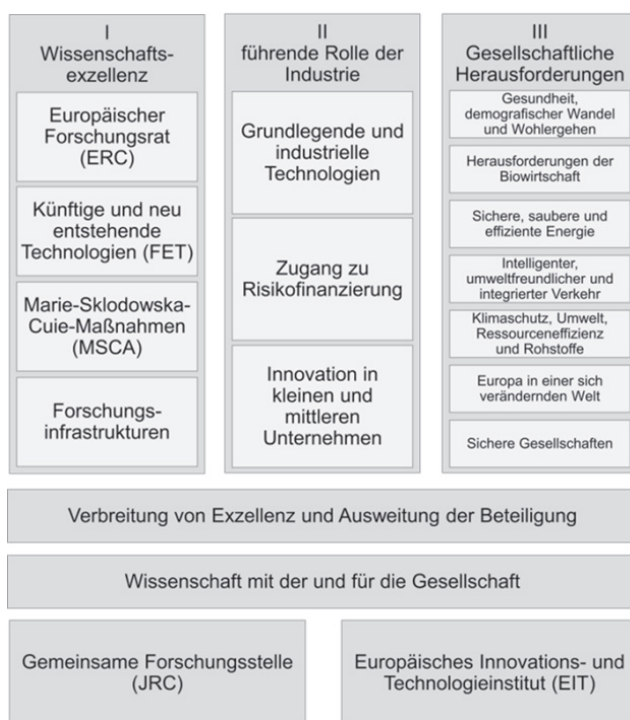 I
Wissenschafts-
exzellenz
Europäischer
Forschungsrat
(ERC)
Künftige und neu
entstehende
Technologien (FET)
Marie-Sklodowska-
Cuie-Maßnahmen
(MSCA)
Forschungs-
infrastrukturen
II
führende Rolle der
Industrie
Grundlegende und
industrielle
Technologien
Zugang zu
Risikofinanzierung
Innovation in
kleinen und
mittleren
Unternehmen
III
Gesellschaftliche
Herausforderungen
Gesundheit,
demografischer Wandel
und Wohlergehen
Herausforderungen der
Biowirtschaft
Sichere, saubere und
effiziente Energie
Intelligenter,
umweltfreundlicher und
integrierter Verkehr
Klimaschutz, Umwelt,
Ressourceneffizienz
und Rohstoffe
Europa in einer sich
verändernden Welt
Sichere Gesellschaften
Verbreitung von Exzellenz und Ausweitung der Beteiligung
Wissenschaft mit der und für die Gesellschaft
Gemeinsame Forschungsstelle
(JRC)
Europäisches Innovations- und
Technologieinstitut (EIT)